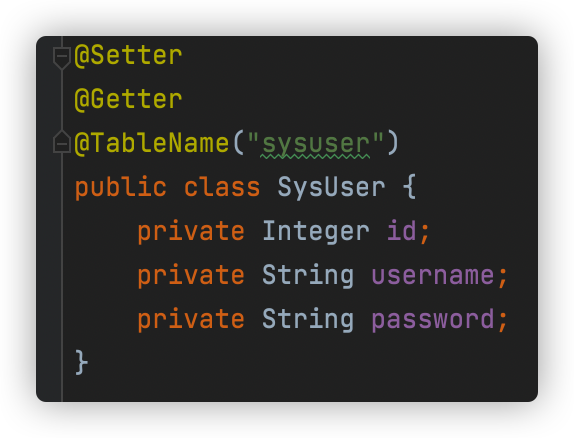 @Setter
@Getter
@TableName("sysuser")
public class SysUser {
    private Integer id;
    private String username;
    private String password;
}